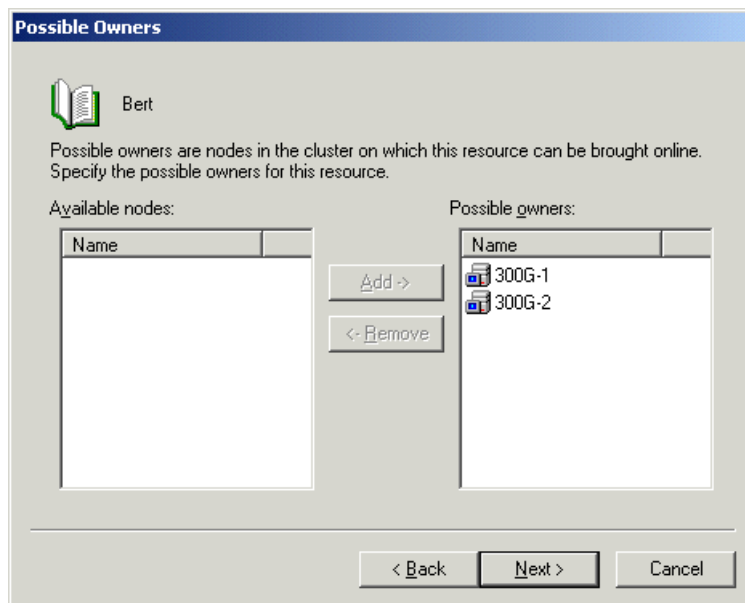 Possible Owners
Bert
Possible owners are nodes in the cluster on which this resource can be brought online.
Specify the possible owners for this resource.
Available nodes:
Possible owners:
Name
Name
Add ->
300G-1
300G-2
<- Remove
< Back
Next >
Cancel